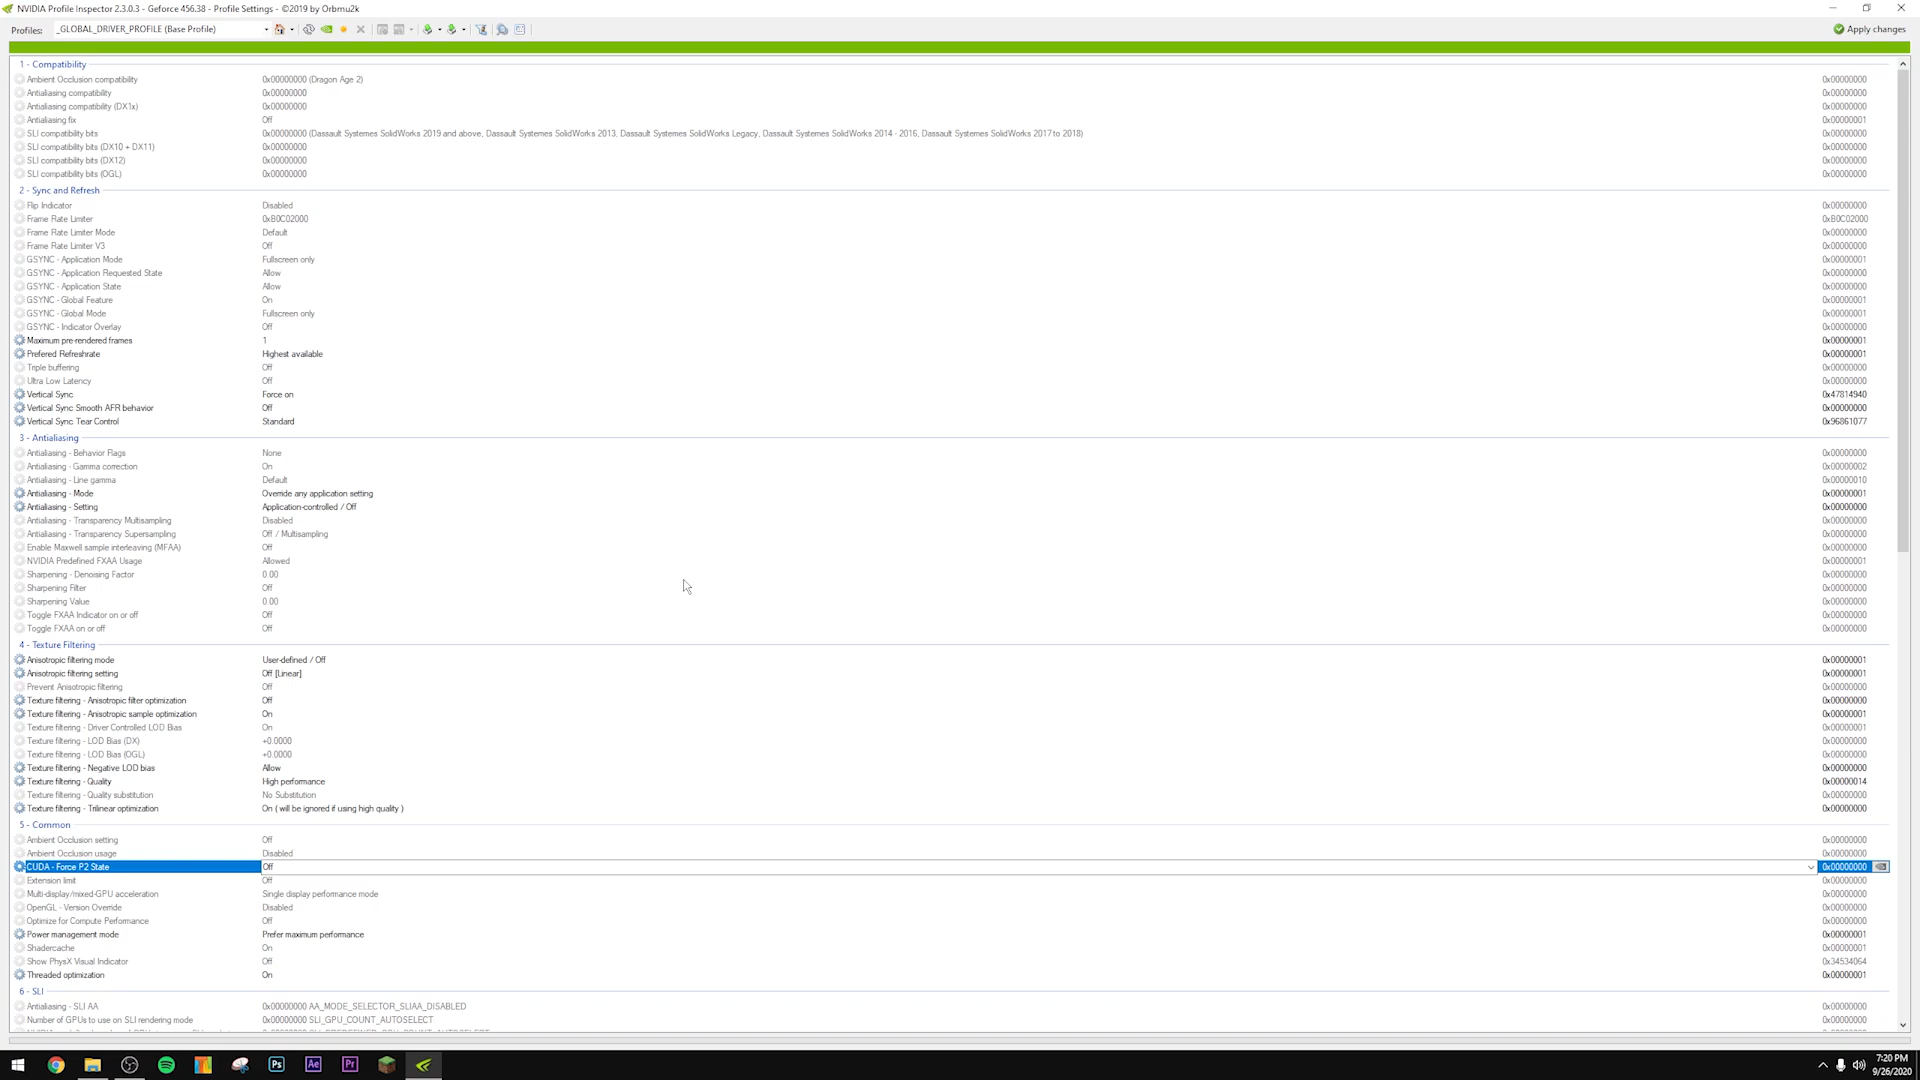 NVIDIA Profile Inspector 2.3.0.3 - Geforce 456.38 - Profile Settings - ©2019 by Orbmu2k
Profiles: _GLOBAL_DRIVER_PROFILE (Base Profile) Apply changes
1 - Compatibility
Ambient Occlusion compatibility 0x00000000 (Dragon Age 2) 0x00000000
Antialiasing compatibility 0x00000000 0x00000000
Antialiasing compatibility (DX1x) 0x00000000 0x00000000
Antialiasing fix Off 0x00000001
SLI compatibility bits 0x00000000 (Dassault Systemes SolidWorks 2019 and above, Dassault Systemes SolidWorks 2013, Dassault Systemes SolidWorks Legacy, Dassault Systemes SolidWorks 2014 - 2016, Dassault Systemes SolidWorks 2017 to 2018) 0x00000000
SLI compatibility bits (DX10 + DX11) 0x00000000 0x00000000
SLI compatibility bits (DX12) 0x00000000 0x00000000
SLI compatibility bits (OGL) 0x00000000 0x00000000
2 - Sync and Refresh
Flip Indicator Disabled 0x00000000
Frame Rate Limiter 0xB0C02000 0xB0C02000
Frame Rate Limiter Mode Default 0x00000000
Frame Rate Limiter V3 Off 0x00000000
GSYNC - Application Mode Fullscreen only 0x00000001
GSYNC - Application Requested State Allow 0x00000000
GSYNC - Application State Allow 0x00000000
GSYNC - Global Feature On 0x00000001
GSYNC - Global Mode Fullscreen only 0x00000001
GSYNC - Indicator Overlay Off 0x00000000
Maximum pre-rendered frames 1 0x00000001
Prefered Refreshrate Highest available 0x00000001
Triple buffering Off 0x00000000
Ultra Low Latency Off 0x00000000
Vertical Sync Force on 0x47814940
Vertical Sync Smooth AFR behavior Off 0x00000000
Vertical Sync Tear Control Standard 0x96861077
3 - Antialiasing
Antialiasing - Behavior Flags None 0x00000000
Antialiasing - Gamma correction On 0x00000002
Antialiasing - Line gamma Default 0x00000010
Antialiasing - Mode Override any application setting 0x00000001
Antialiasing - Setting Application-controlled / Off 0x00000000
Antialiasing - Transparency Multisampling Disabled 0x00000000
Antialiasing - Transparency Supersampling Off / Multisampling 0x00000000
Enable Maxwell sample interleaving (MFAA) Off 0x00000000
NVIDIA Predefined FXAA Usage Allowed 0x00000001
Sharpening - Denoising Factor 0.00 0x00000000
Sharpening Filter Off 0x00000000
Sharpening Value 0.00 0x00000000
Toggle FXAA Indicator on or off Off 0x00000000
Toggle FXAA on or off Off 0x00000000
4 - Texture Filtering
Anisotropic filtering mode User-defined / Off 0x00000001
Anisotropic filtering setting Off [Linear] 0x00000001
Prevent Anisotropic filtering Off 0x00000000
Texture filtering - Anisotropic filter optimization Off 0x00000000
Texture filtering - Anisotropic sample optimization On 0x00000001
Texture filtering - Driver Controlled LOD Bias On 0x00000001
Texture filtering - LOD Bias (DX) +0.0000 0x00000000
Texture filtering - LOD Bias (OGL) +0.0000 0x00000000
Texture filtering - Negative LOD bias Allow 0x00000000
Texture filtering - Quality High performance 0x00000014
Texture filtering - Quality substitution No Substitution 0x00000000
Texture filtering - Trilinear optimization On ( will be ignored if using high quality ) 0x00000000
5 - Common
Ambient Occlusion setting Off 0x00000000
Ambient Occlusion usage Disabled 0x00000000
CUDA - Force P2 State Off 0x00000000
Extension limit Off 0x00000000
Multi-display/mixed-GPU acceleration Single display performance mode 0x00000000
OpenGL - Version Override Disabled 0x00000000
Optimize for Compute Performance Off 0x00000000
Power management mode Prefer maximum performance 0x00000001
Shadercache On 0x00000001
Show PhysX Visual Indicator Off 0x34534064
Threaded optimization On 0x00000001
6 - SLI
Antialiasing - SLI AA 0x00000000 AA_MODE_SELECTOR_SLIAA_DISABLED 0x00000000
Number of GPUs to use on SLI rendering mode 0x00000000 SLI_GPU_COUNT_AUTOSELECT 0x00000000
Ps Ae Pr
7:20 PM
9/26/2020